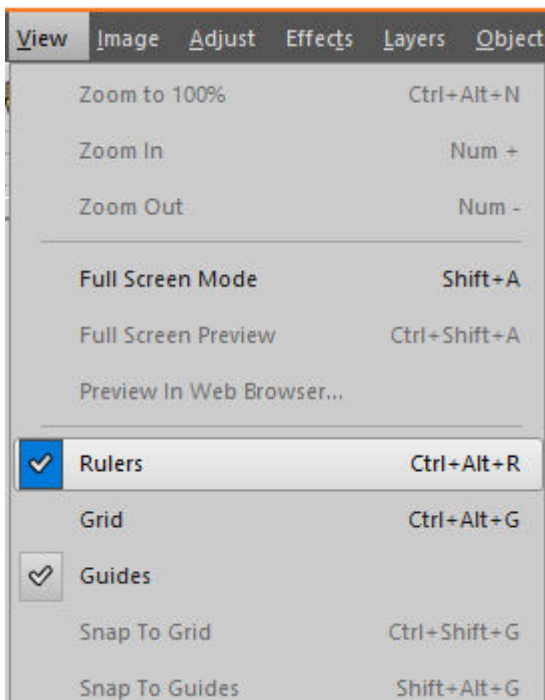 View Image Adjust Effects Layers Object
Zoom to 100% Ctrl+Alt+N
Zoom In Num +
Zoom Out Num -
Full Screen Mode Shift+A
Full Screen Preview Ctrl+Shift+A
Preview In Web Browser...
Rulers Ctrl+Alt+R
Grid Ctrl+Alt+G
Guides
Snap To Grid Ctrl+Shift+G
Snap To Guides Shift+Alt+G